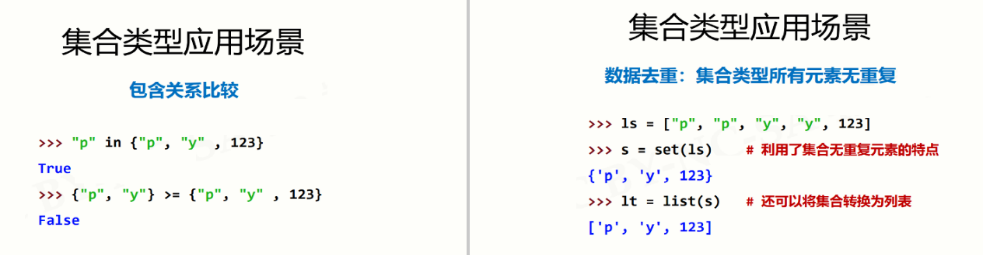 集合类型应用场景
包含关系比较
>>> "p" in {"p", "y" , 123}
True
>>> {"p", "y"} >= {"p", "y" , 123}
False
集合类型应用场景
数据去重：集合类型所有元素无重复
>>> ls = ["p", "p", "y", "y", 123]
>>> s = set(ls) # 利用了集合无重复元素的特点
{'p', 'y', 123}
>>> lt = list(s) # 还可以将集合转换为列表
['p', 'y', 123]